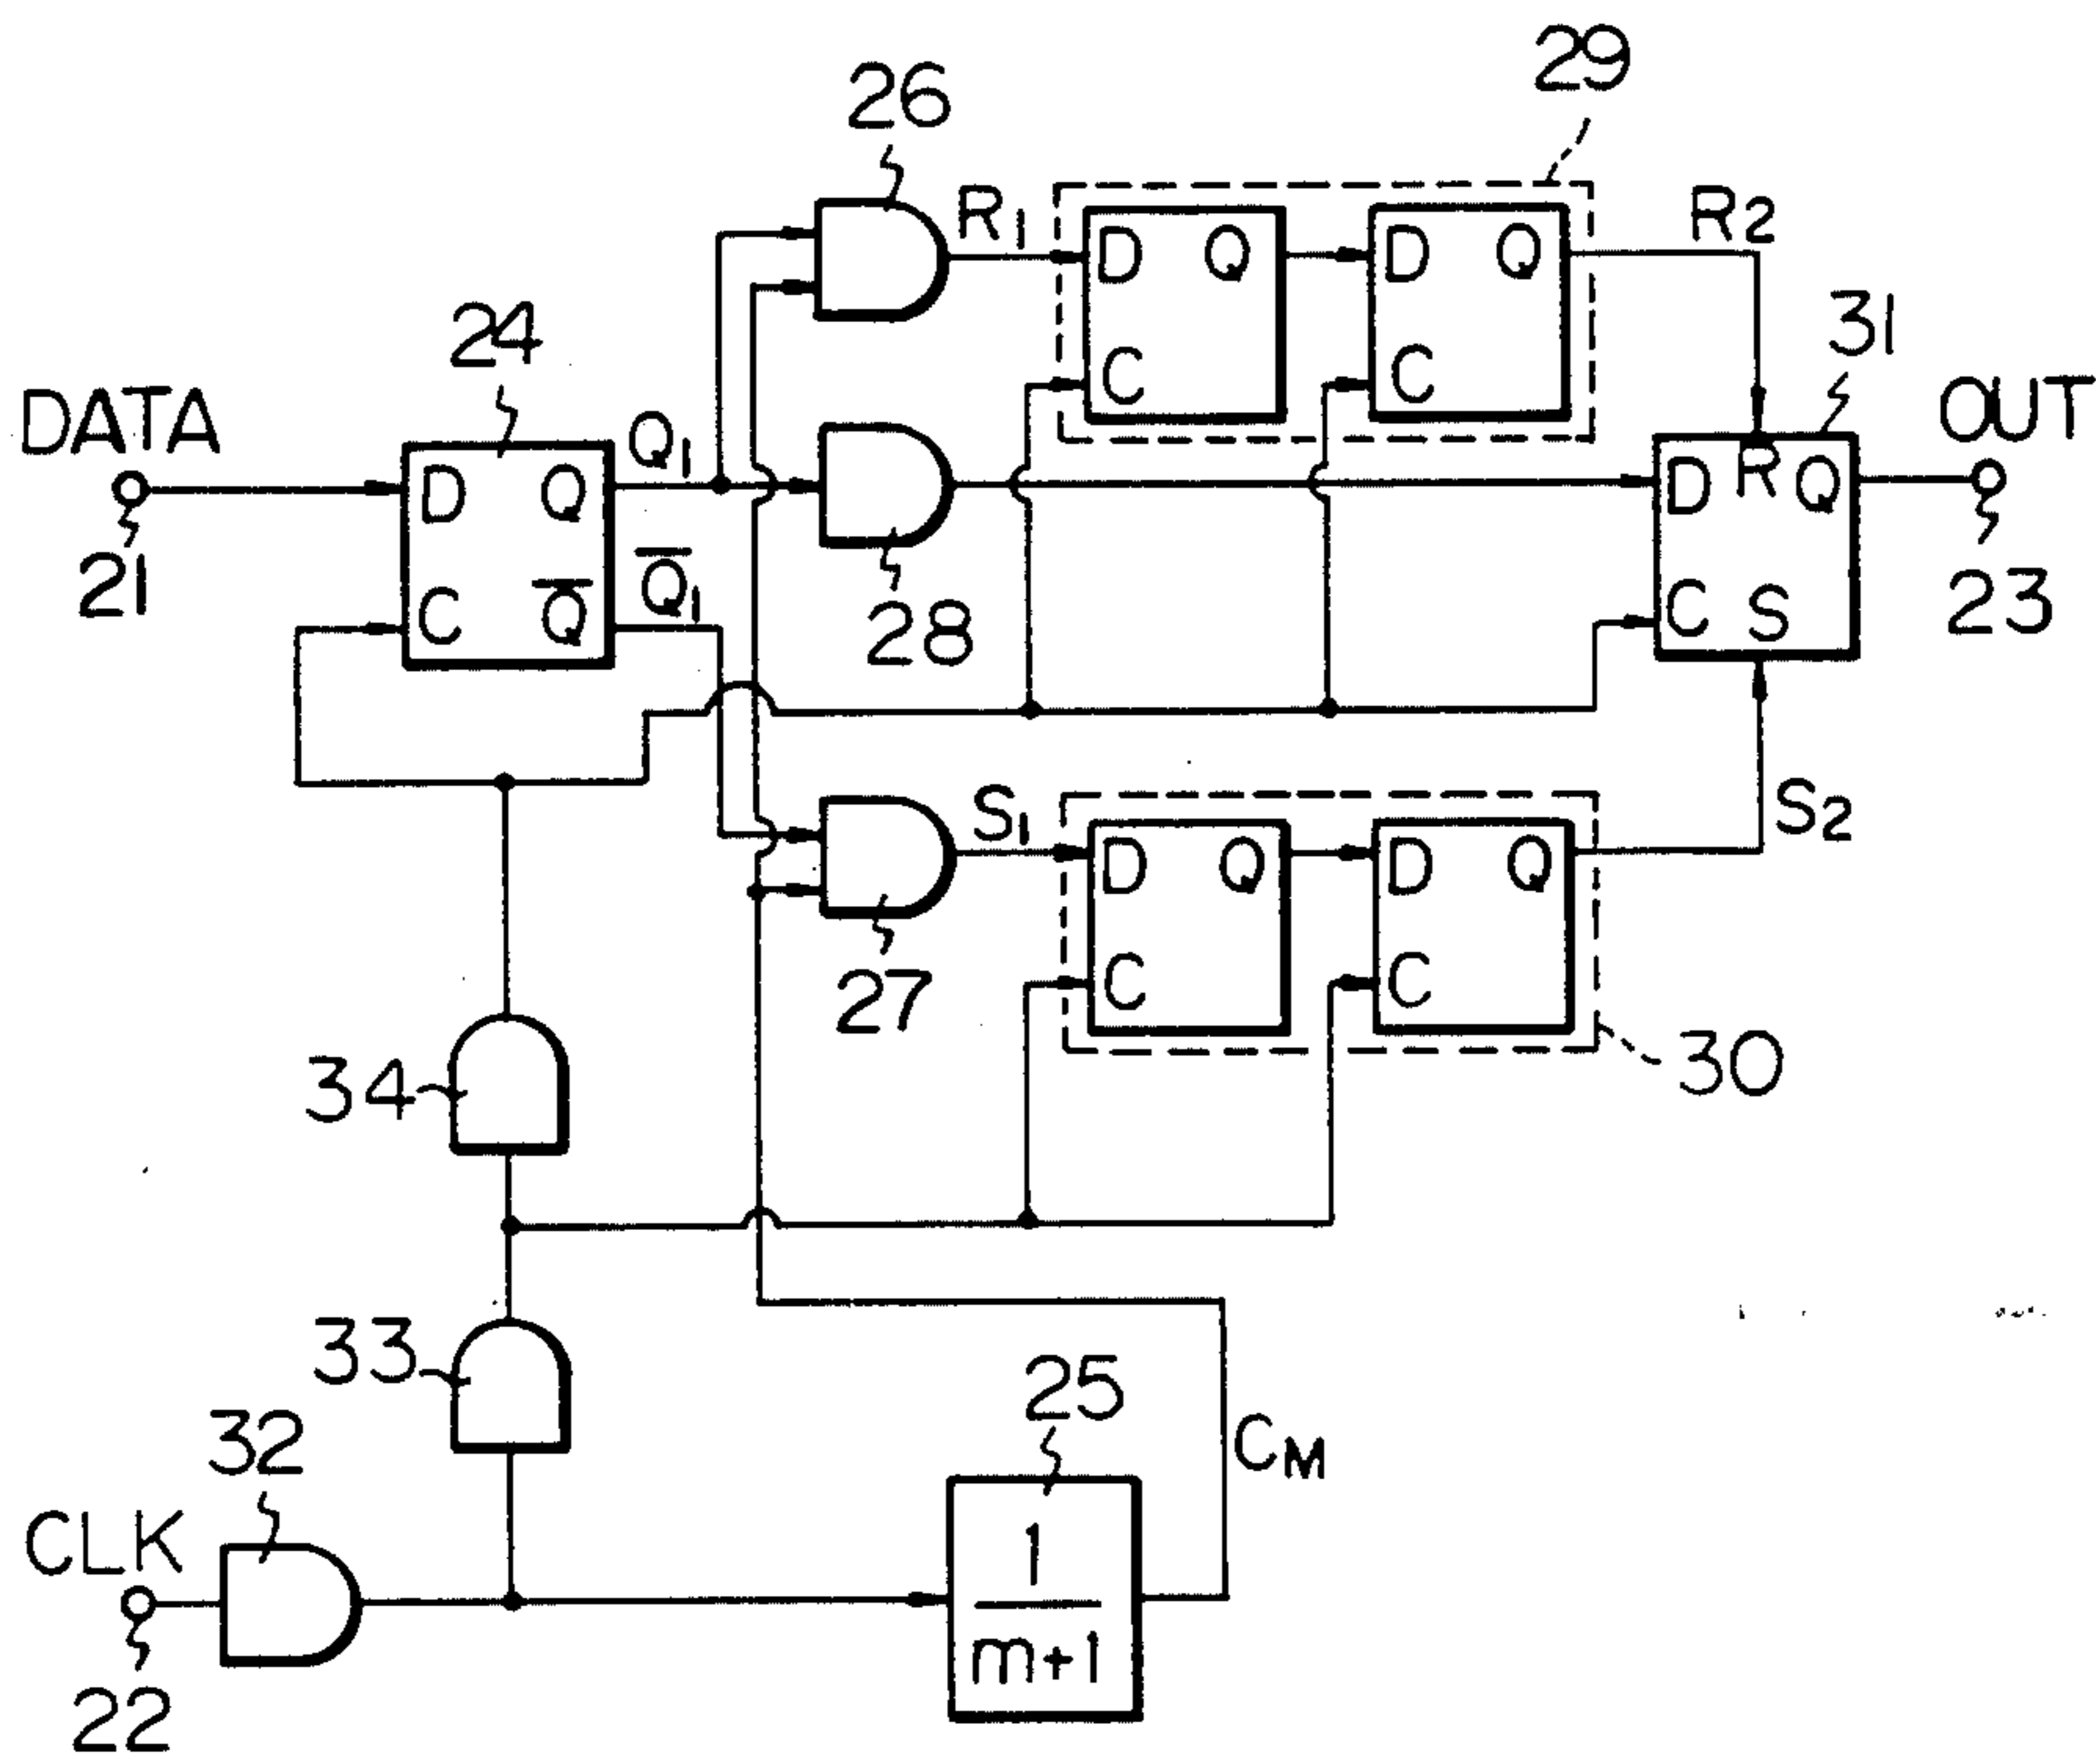 29
26
R1
D Q
D Q
R2
C
C
24
31
DATA
OUT
Q1
D Q
D R Q
21
Q̅1
C Q̅
28
C S
23
S1
D Q
D Q
S2
C
C
27
34
30
33
25
32
CM
CLK
1
m+1
22